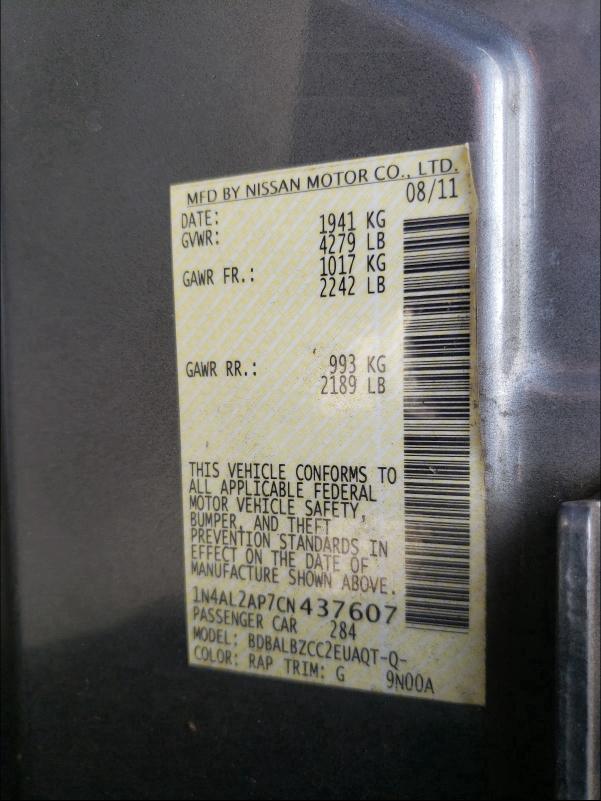 MFD BY NISSAN MOTOR CO., LTD.
DATE: 08/11
GVWR: 1941 KG
4279 LB
GAWR FR.: 1017 KG
2242 LB
GAWR RR.: 993 KG
2189 LB
THIS VEHICLE CONFORMS TO
ALL APPLICABLE FEDERAL
MOTOR VEHICLE SAFETY,
BUMPER, AND THEFT
PREVENTION STANDARDS IN
EFFECT ON THE DATE OF
MANUFACTURE SHOWN ABOVE.
1N4AL2AP7CN437607
PASSENGER CAR 284
MODEL: BDBALBZCC2EUAQT-Q-
COLOR: RAP TRIM: G 9N00A